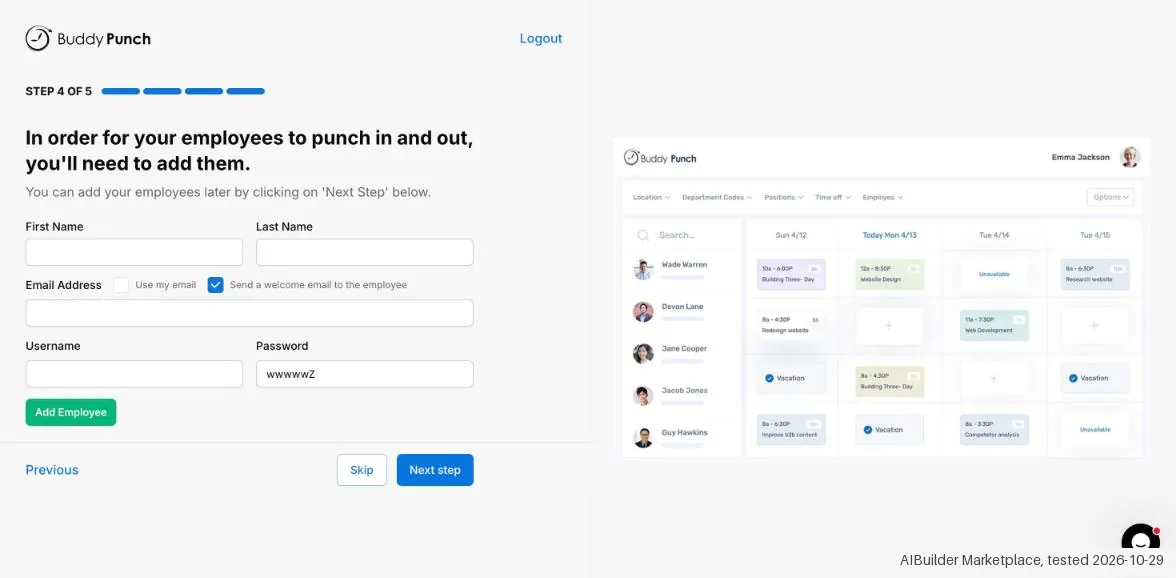 Buddy Punch
Logout
STEP 4 OF 5
In order for your employees to punch in and out,
you'll need to add them.
You can add your employees later by clicking on 'Next Step' below.
First Name
Last Name
Email Address
Use my email
Send a welcome email to the employee
Username
Password
wwwwwZ
Add Employee
Previous
Skip
Next step
Buddy Punch
Emma Jackson
Location
Department Codes
Positions
Time off
Employes
Options
Search...
Sun 4/12
Today Mon 4/13
Tue 4/14
Tue 4/15
Wade Warren
10a - 6:00P
Building Three- Day
12a - 8:30P
Website Design
Unavailable
8a - 6:30P
10h
Research website
Devon Lane
8a - 4:30P
8h
Redesign website
+
11a - 7:30P
Web Development
+
Jane Cooper
Vacation
8a - 4:30P
Building Three- Day
+
Vacation
Jacob Jones
Guy Hawkins
8a - 6:30P
Improve b2b content
Vacation
8a - 3:30P
Competator analysis
Unavailable
AIBuilder Marketplace, tested 2026-10-29